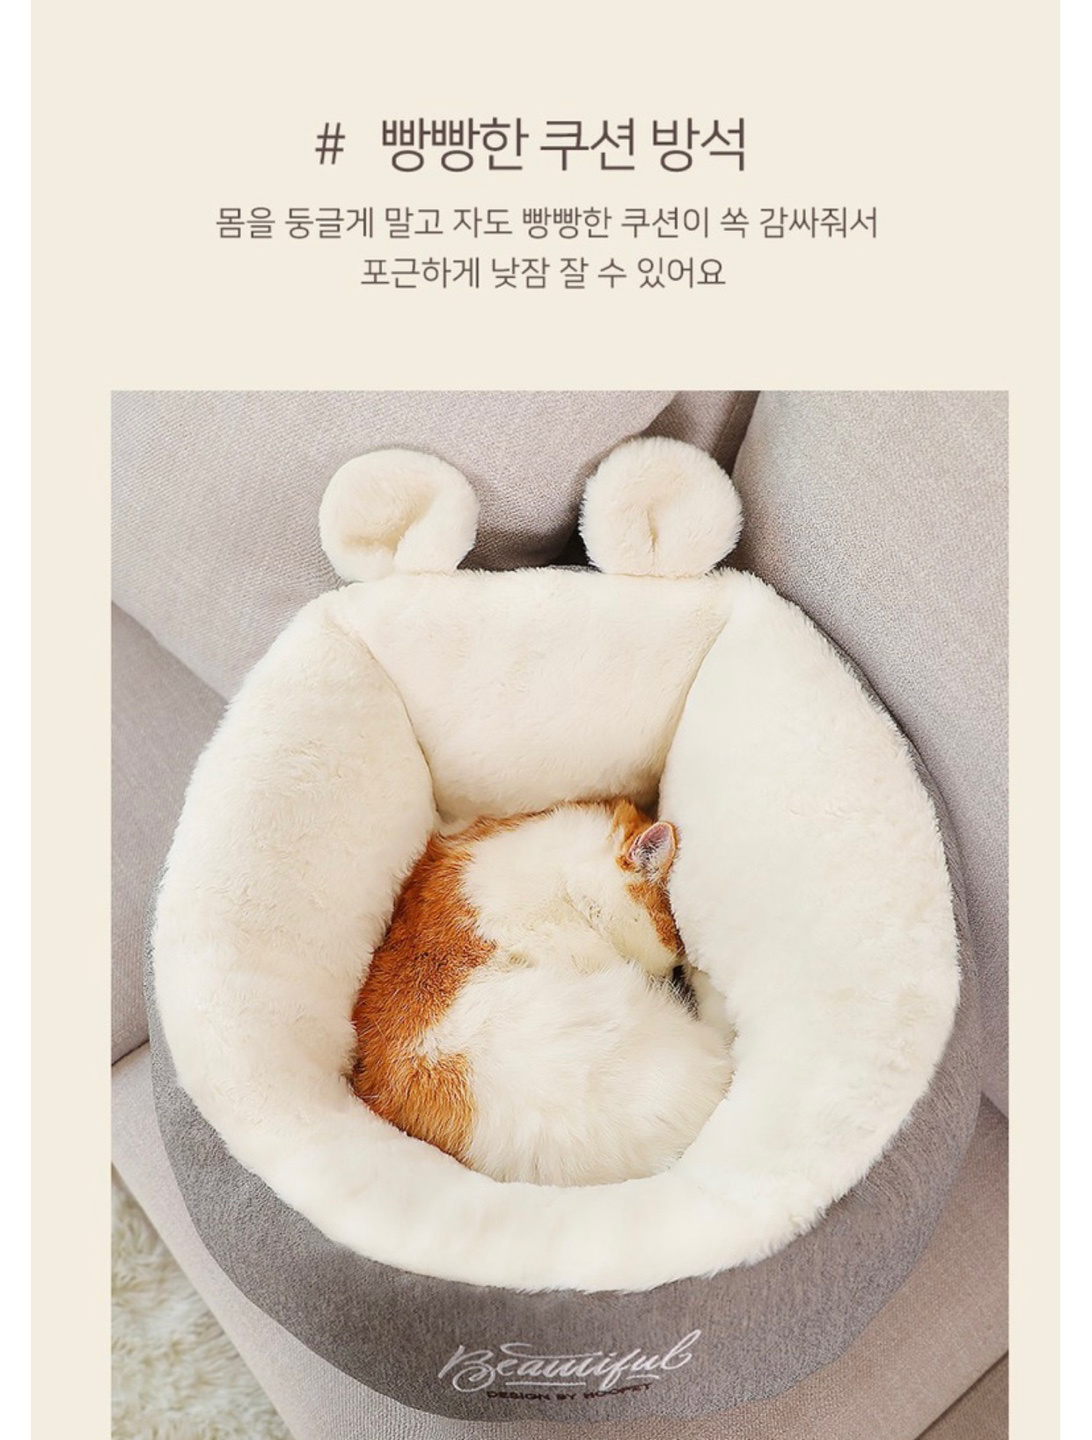 # 빵빵한 쿠션 방석
몸을 둥글게 말고 자도 빵빵한 쿠션이 쏙 감싸줘서
포근하게 낮잠 잘 수 있어요
Beautiful
DESIGN BY HOOPET